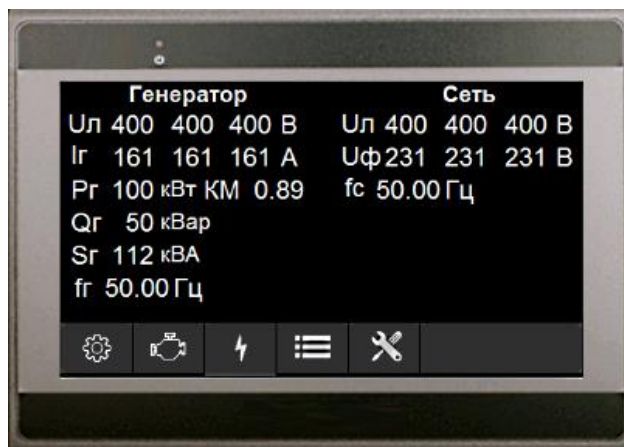 Генератор
Uл 400 400 400 В
Iг 161 161 161 А
Pг 100 кВт КМ 0.89
Qг 50 кВар
Sг 112 кВА
fг 50.00 Гц
Сеть
Uл 400 400 400 В
Uф 231 231 231 В
fc 50.00 Гц